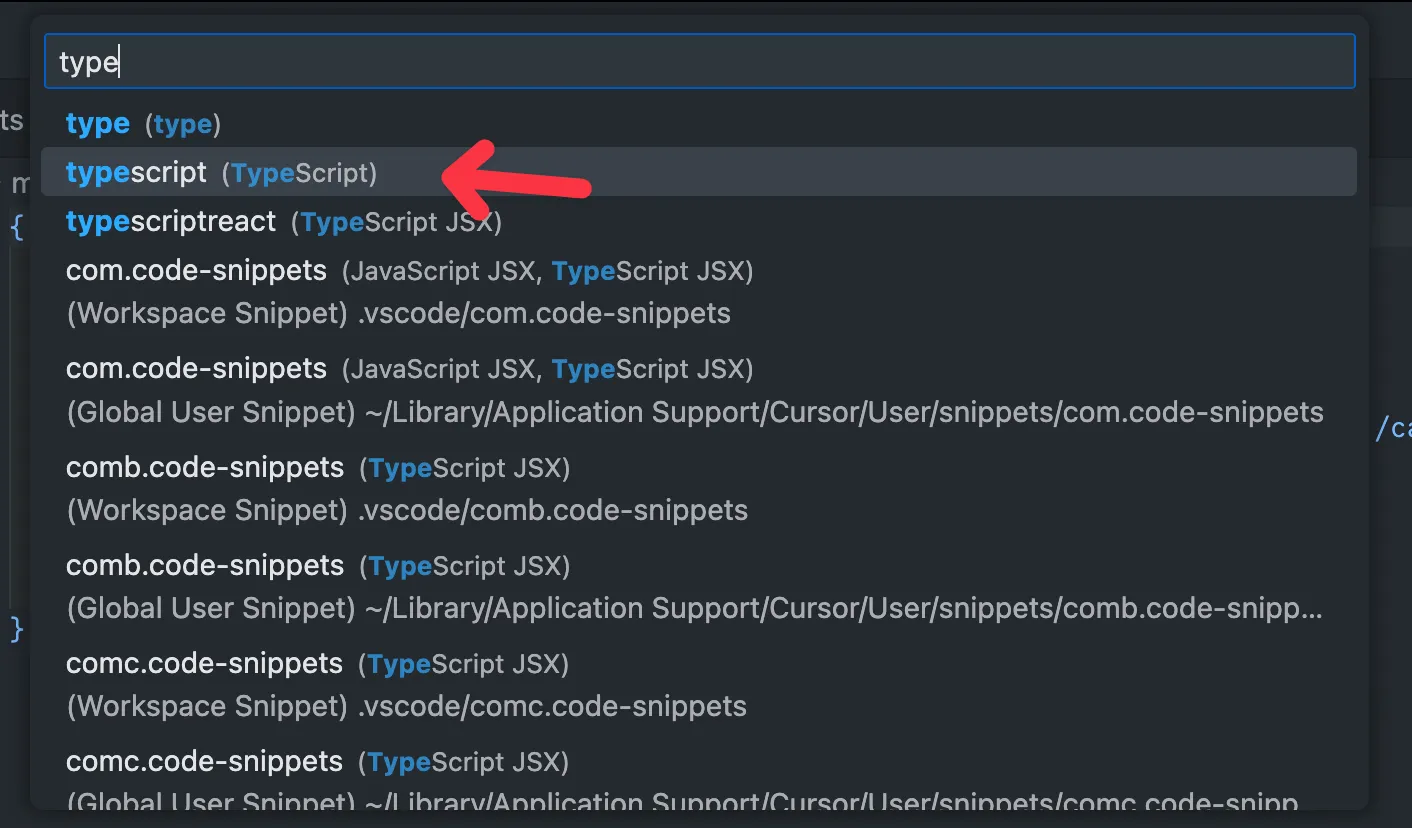 type
ts
type (type)
m
typescript (TypeScript)
{
typescriptreact (TypeScript JSX)
com.code-snippets (JavaScript JSX, TypeScript JSX)
(Workspace Snippet) .vscode/com.code-snippets
com.code-snippets (JavaScript JSX, TypeScript JSX)
(Global User Snippet) ~/Library/Application Support/Cursor/User/snippets/com.code-snippets
/ca
comb.code-snippets (TypeScript JSX)
(Workspace Snippet) .vscode/comb.code-snippets
comb.code-snippets (TypeScript JSX)
(Global User Snippet) ~/Library/Application Support/Cursor/User/snippets/comb.code-snipp...
}
comc.code-snippets (TypeScript JSX)
(Workspace Snippet) .vscode/comc.code-snippets
comc.code-snippets (TypeScript JSX)
(Global User Snippet) ~/Library/Application Support/Cursor/User/snippets/comc.code-snipp